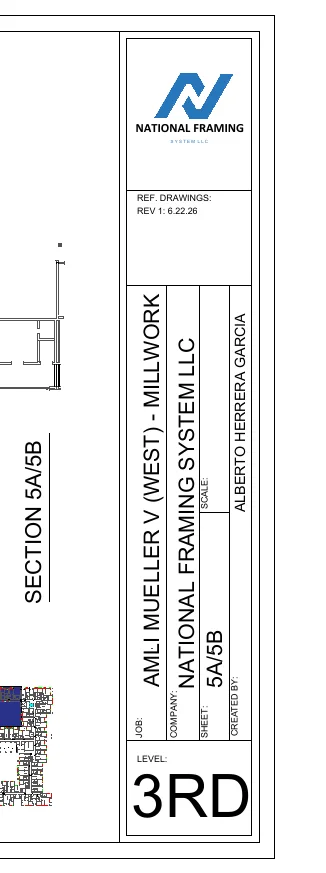 NATIONAL FRAMING
SYSTEM LLC
REF. DRAWINGS:
REV 1: 6.22.26
JOB:
AMLI MUELLER V (WEST) - MILLWORK
COMPANY:
NATIONAL FRAMING SYSTEM LLC
SHEET:
5A/5B
SCALE:
CREATED BY:
ALBERTO HERRERA GARCIA
LEVEL:
3RD
SECTION 5A/5B